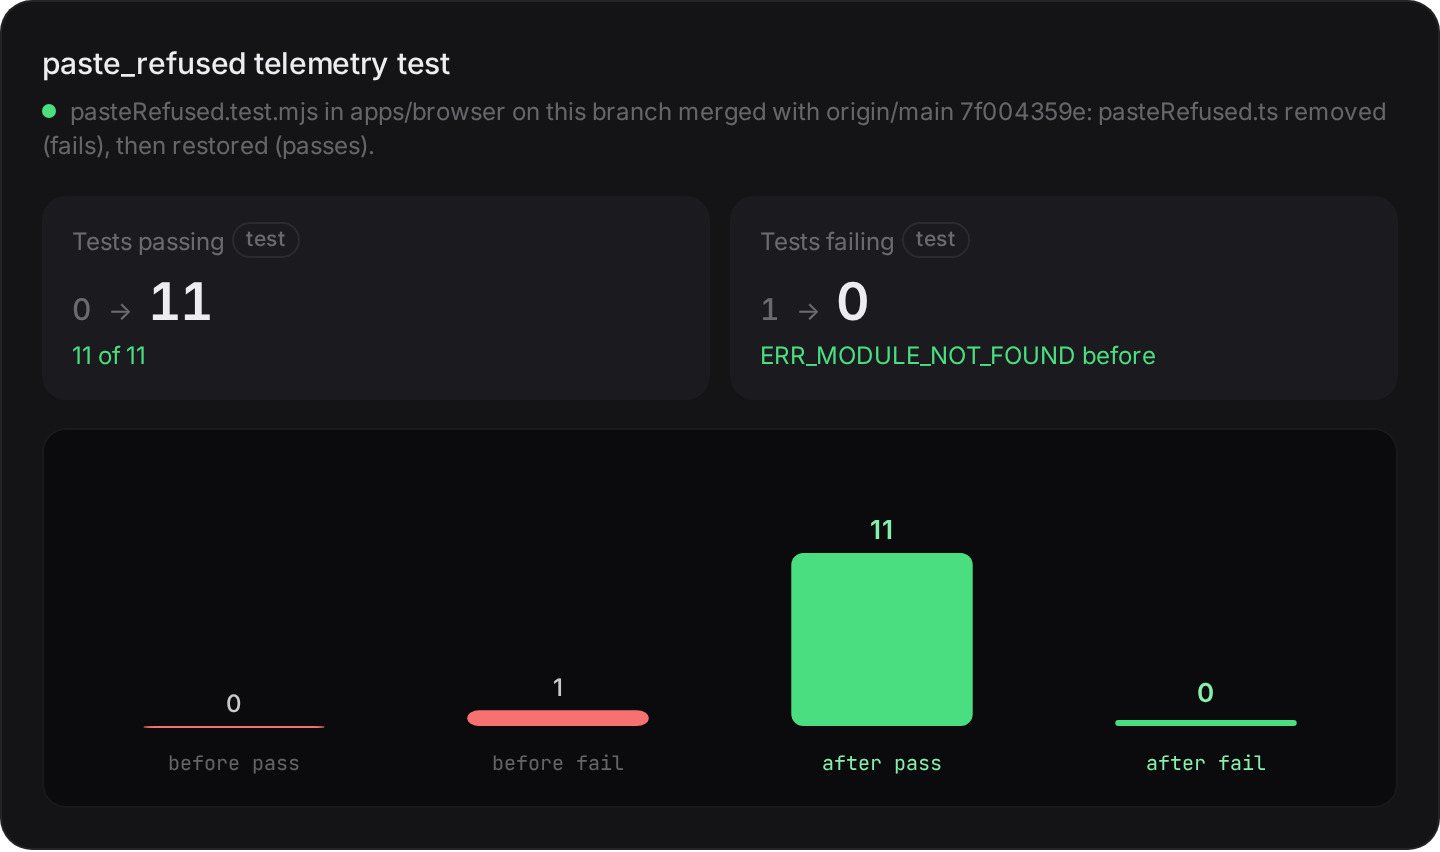 paste_refused telemetry test
pasteRefused.test.mjs in apps/browser on this branch merged with origin/main 7f004359e: pasteRefused.ts removed
(fails), then restored (passes).
Tests passing test
0 → 11
11 of 11
Tests failing test
1 → 0
ERR_MODULE_NOT_FOUND before
0
before pass
1
before fail
11
after pass
0
after fail